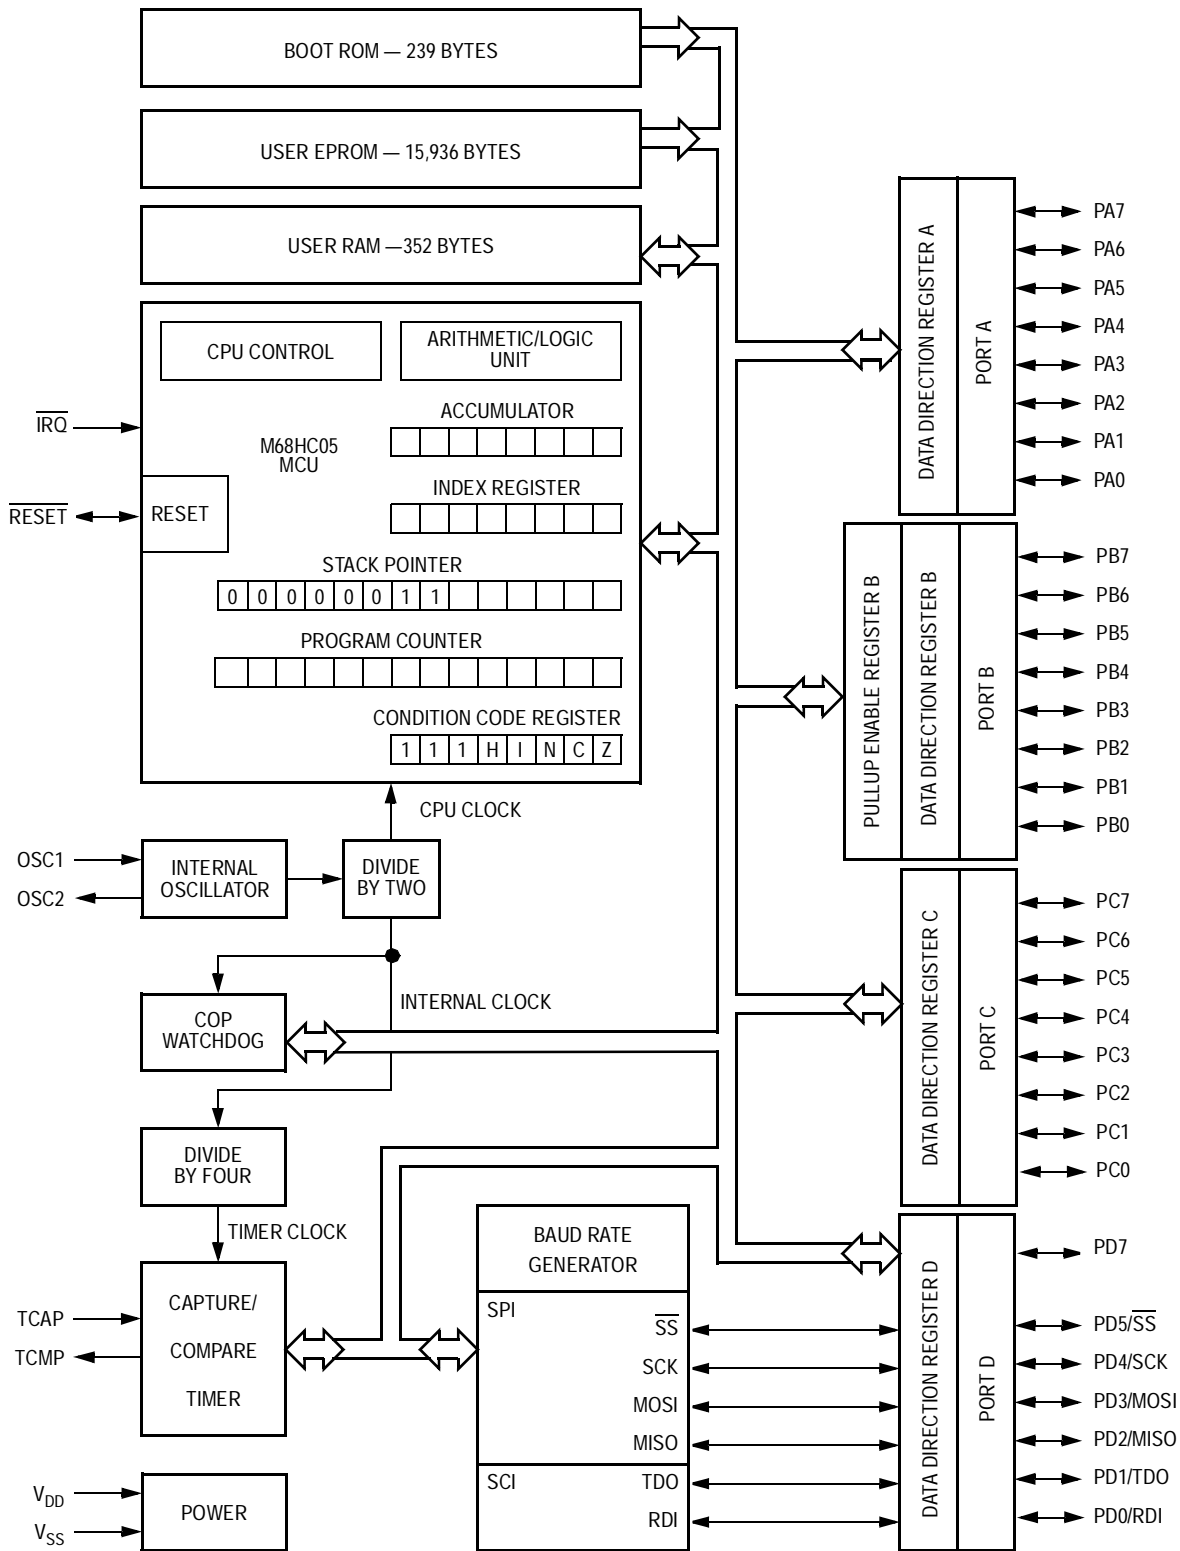 BOOT ROM — 239 BYTES
USER EPROM — 15,936 BYTES
USER RAM —352 BYTES
CPU CONTROL
ARITHMETIC/LOGIC
UNIT
ACCUMULATOR
M68HC05
MCU
INDEX REGISTER
IRQ
RESET
RESET
STACK POINTER
0 0 0 0 0 0 1 1
PROGRAM COUNTER
CONDITION CODE REGISTER
1 1 1 H I N C Z
CPU CLOCK
OSC1
OSC2
INTERNAL
OSCILLATOR
DIVIDE
BY TWO
INTERNAL CLOCK
COP
WATCHDOG
DIVIDE
BY FOUR
TIMER CLOCK
TCAP
TCMP
CAPTURE/
COMPARE
TIMER
VDD
VSS
POWER
BAUD RATE
GENERATOR
SPI
SS
SCK
MOSI
MISO
SCI
TDO
RDI
DATA DIRECTION REGISTER A
PORT A
PA7
PA6
PA5
PA4
PA3
PA2
PA1
PA0
PULLUP ENABLE REGISTER B
DATA DIRECTION REGISTER B
PORT B
PB7
PB6
PB5
PB4
PB3
PB2
PB1
PB0
DATA DIRECTION REGISTER C
PORT C
PC7
PC6
PC5
PC4
PC3
PC2
PC1
PC0
DATA DIRECTION REGISTER D
PORT D
PD7
PD5/SS
PD4/SCK
PD3/MOSI
PD2/MISO
PD1/TDO
PD0/RDI